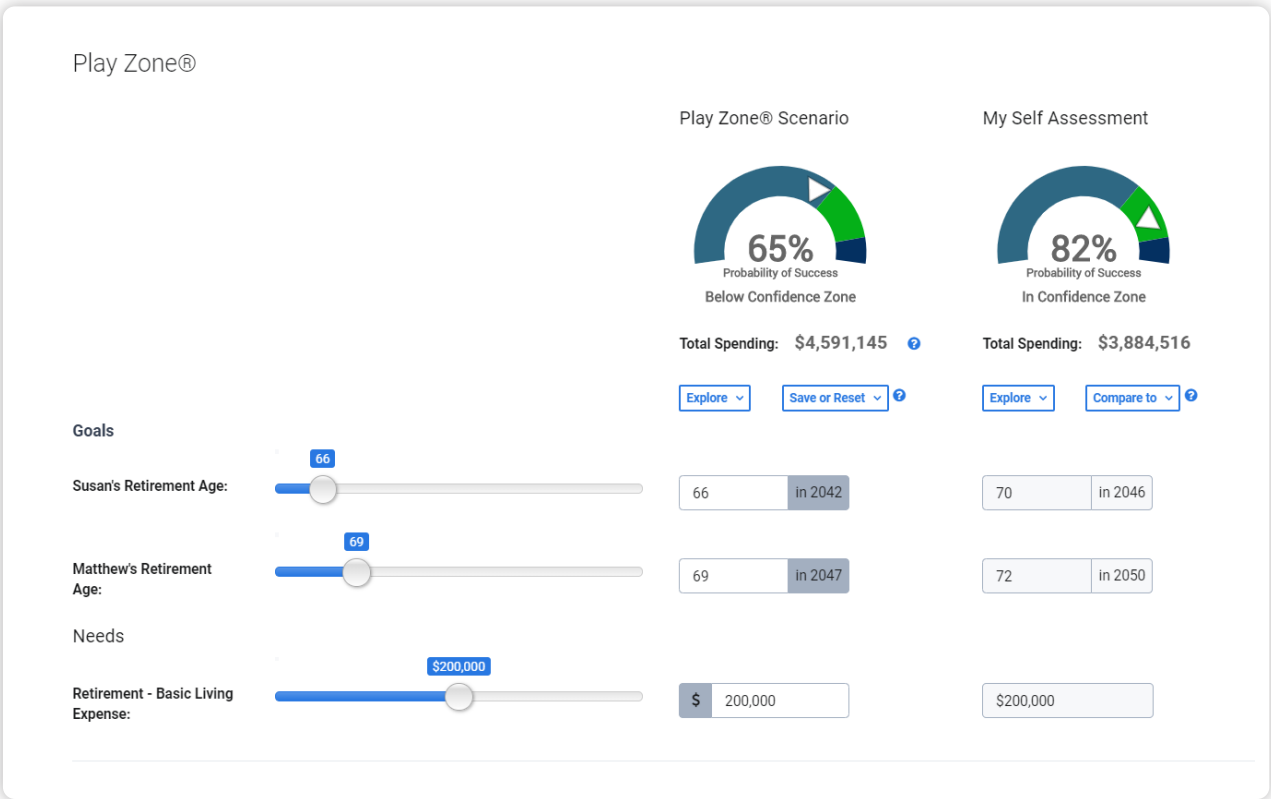 Play Zone®
Play Zone® Scenario
My Self Assessment
65%
82%
Probability of Success
Probability of Success
Below Confidence Zone
In Confidence Zone
Total Spending: $4,591,145 ?
Total Spending: $3,884,516
Explore
Save or Reset
?
Explore
Compare to
?
Goals
66
Susan's Retirement Age:
66 in 2042
70 in 2046
69
Matthew's Retirement
Age:
69 in 2047
72 in 2050
Needs
$200,000
Retirement - Basic Living
Expense:
$ 200,000
$200,000